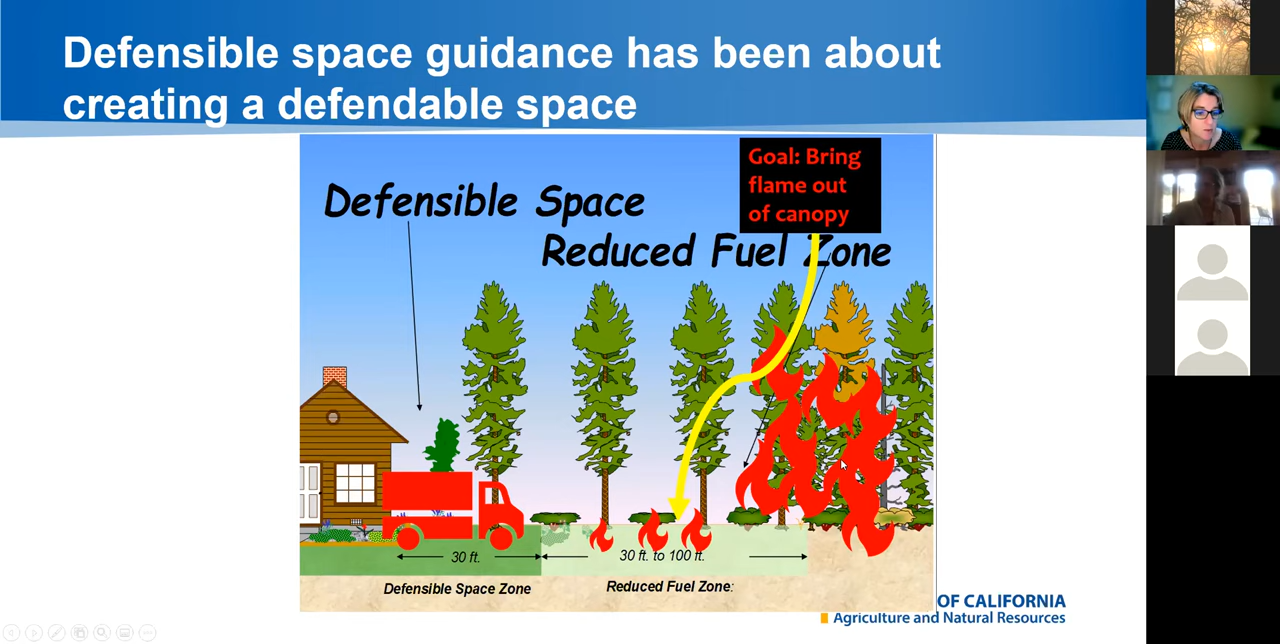 Defensible space guidance has been about
creating a defendable space
Goal: Bring
flame out
of canopy
Defensible Space
Reduced Fuel Zone
30 ft.
30 ft. to 100 ft.
Defensible Space Zone
Reduced Fuel Zone:
OF CALIFORNIA
Agriculture and Natural Resources